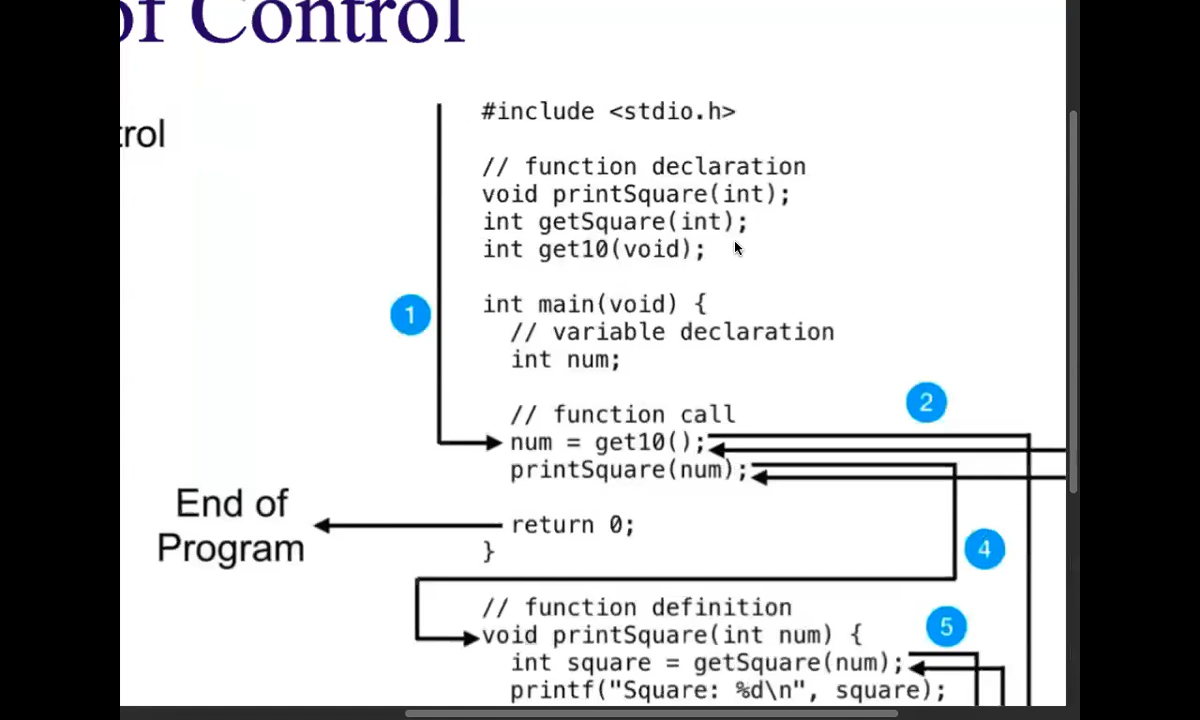 of Control
trol
#include <stdio.h>
// function declaration
void printSquare(int);
int getSquare(int);
int get10(void);
int main(void) {
// variable declaration
int num;
1
2
// function call
num = get10();
printSquare(num);
End of
Program
return 0;
}
4
// function definition
5
void printSquare(int num) {
int square = getSquare(num);
printf("Square: %d\n", square);